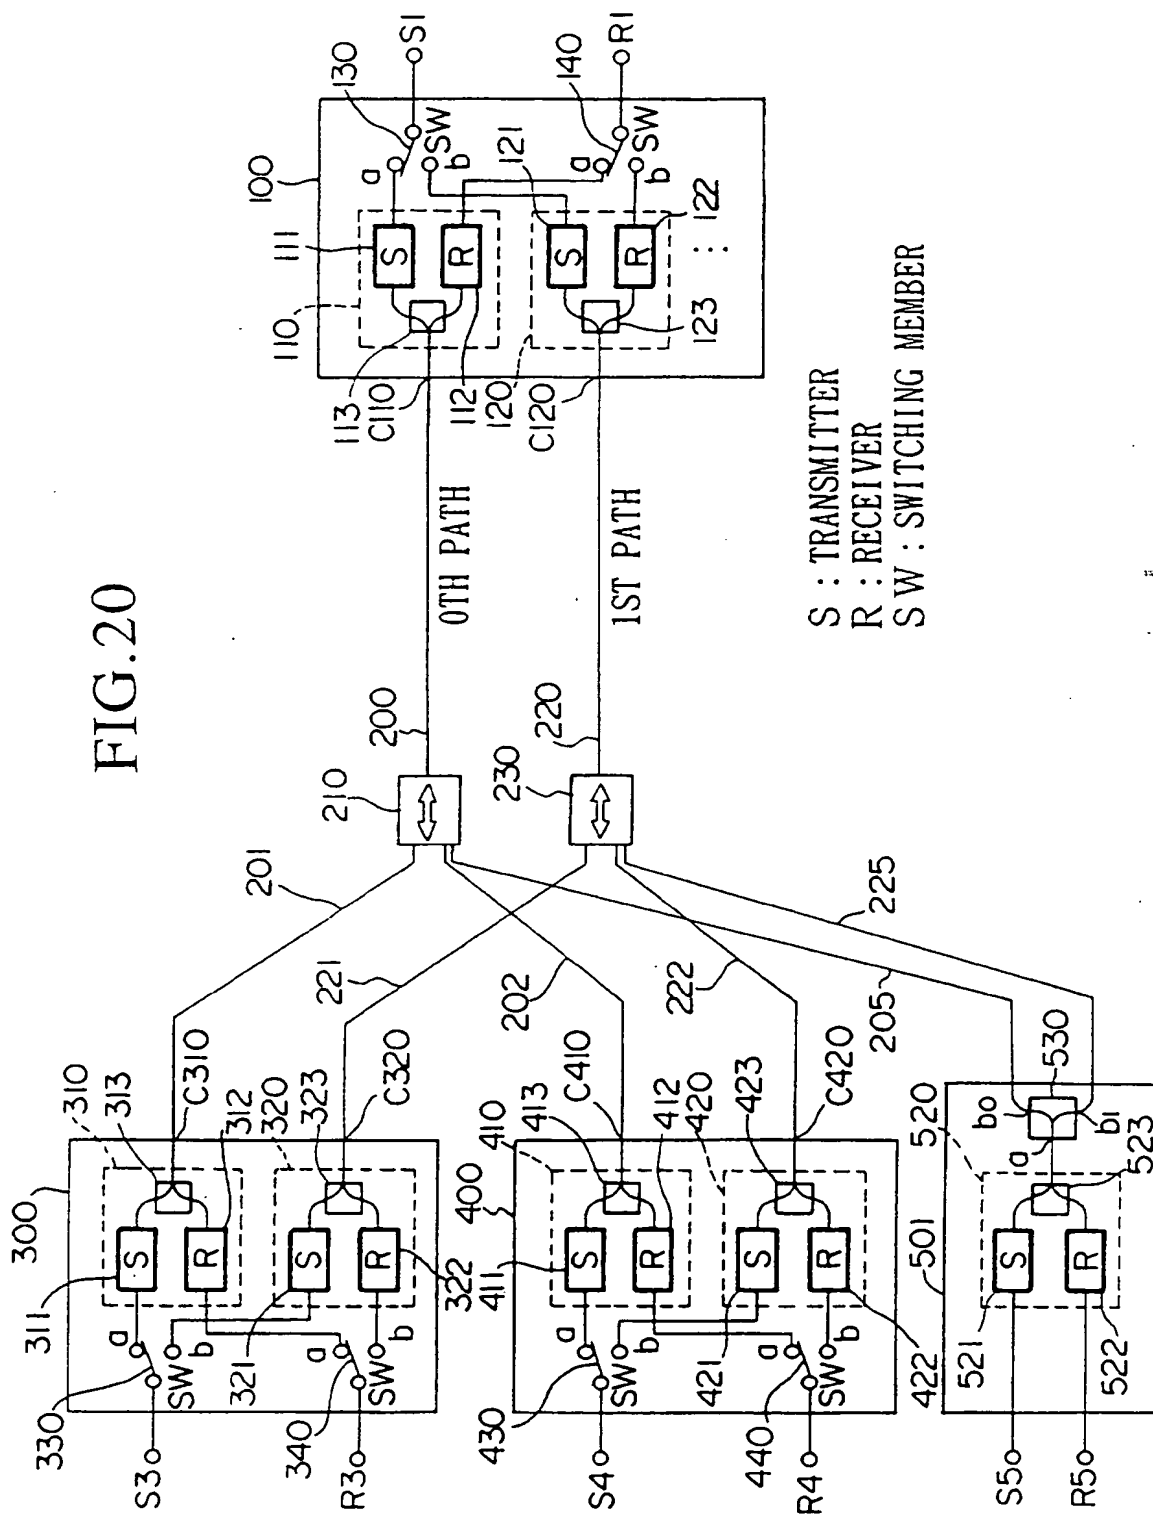 FIG.20
100
130
S1
a
SW
b
111
S
R
110
113
C110
112
140
R1
a
SW
b
121
S
R
122
120
C120
123
:
0TH PATH
1ST PATH
200
210
220
230
201
221
202
222
205
225
300
310
313
C310
311
S
R
312
320
323
C320
321
S
R
322
330
a
SW
b
S3
340
a
SW
b
R3
400
410
413
C410
411
S
R
412
420
423
C420
421
S
R
422
430
a
SW
b
S4
440
a
SW
b
R4
501
520
530
b0
b1
a
523
521
S
R
522
S5
R5
S : TRANSMITTER
R : RECEIVER
S W : SWITCHING MEMBER